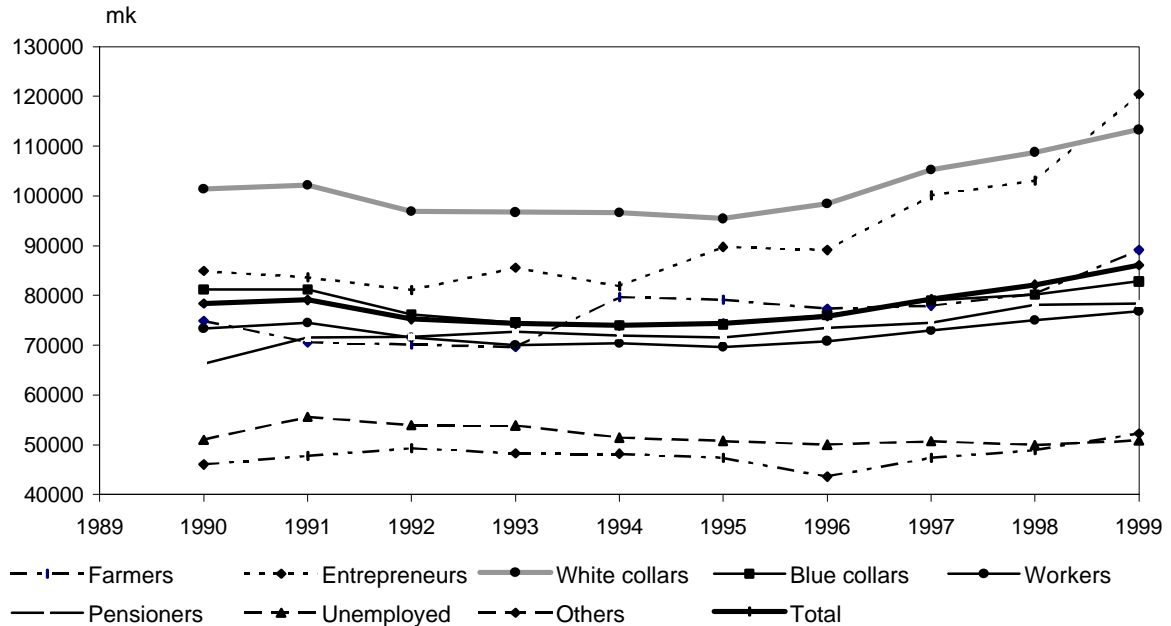 mk
130000
120000
110000
100000
90000
80000
70000
60000
50000
40000
1989 1990 1991 1992 1993 1994 1995 1996 1997 1998 1999
Farmers Entrepreneurs White collars Blue collars Workers
Pensioners Unemployed Others Total